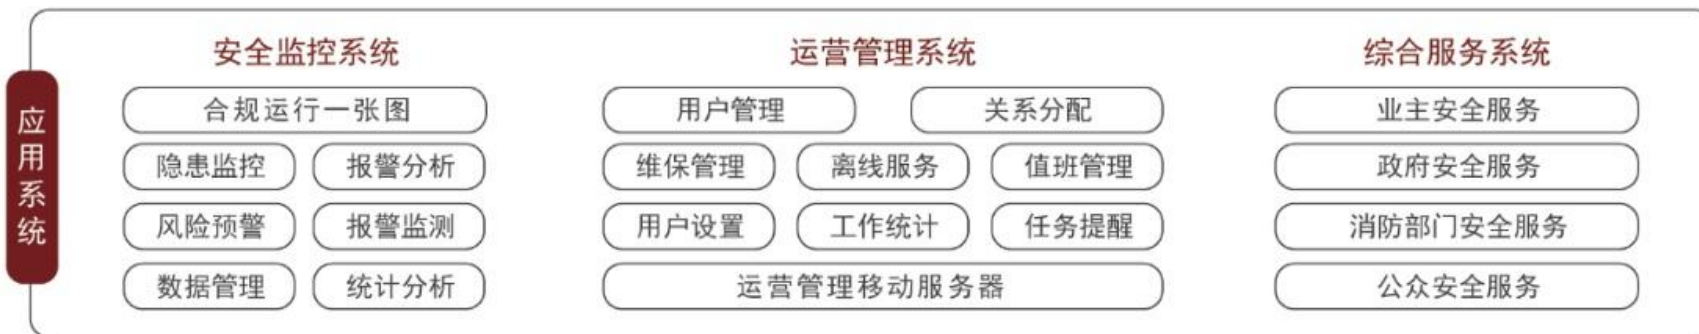 应用系统
安全监控系统
合规运行一张图
隐患监控
报警分析
风险预警
报警监测
数据管理
统计分析
运营管理系统
用户管理
关系分配
维保管理
离线服务
值班管理
用户设置
工作统计
任务提醒
运营管理移动服务器
综合服务系统
业主安全服务
政府安全服务
消防部门安全服务
公众安全服务